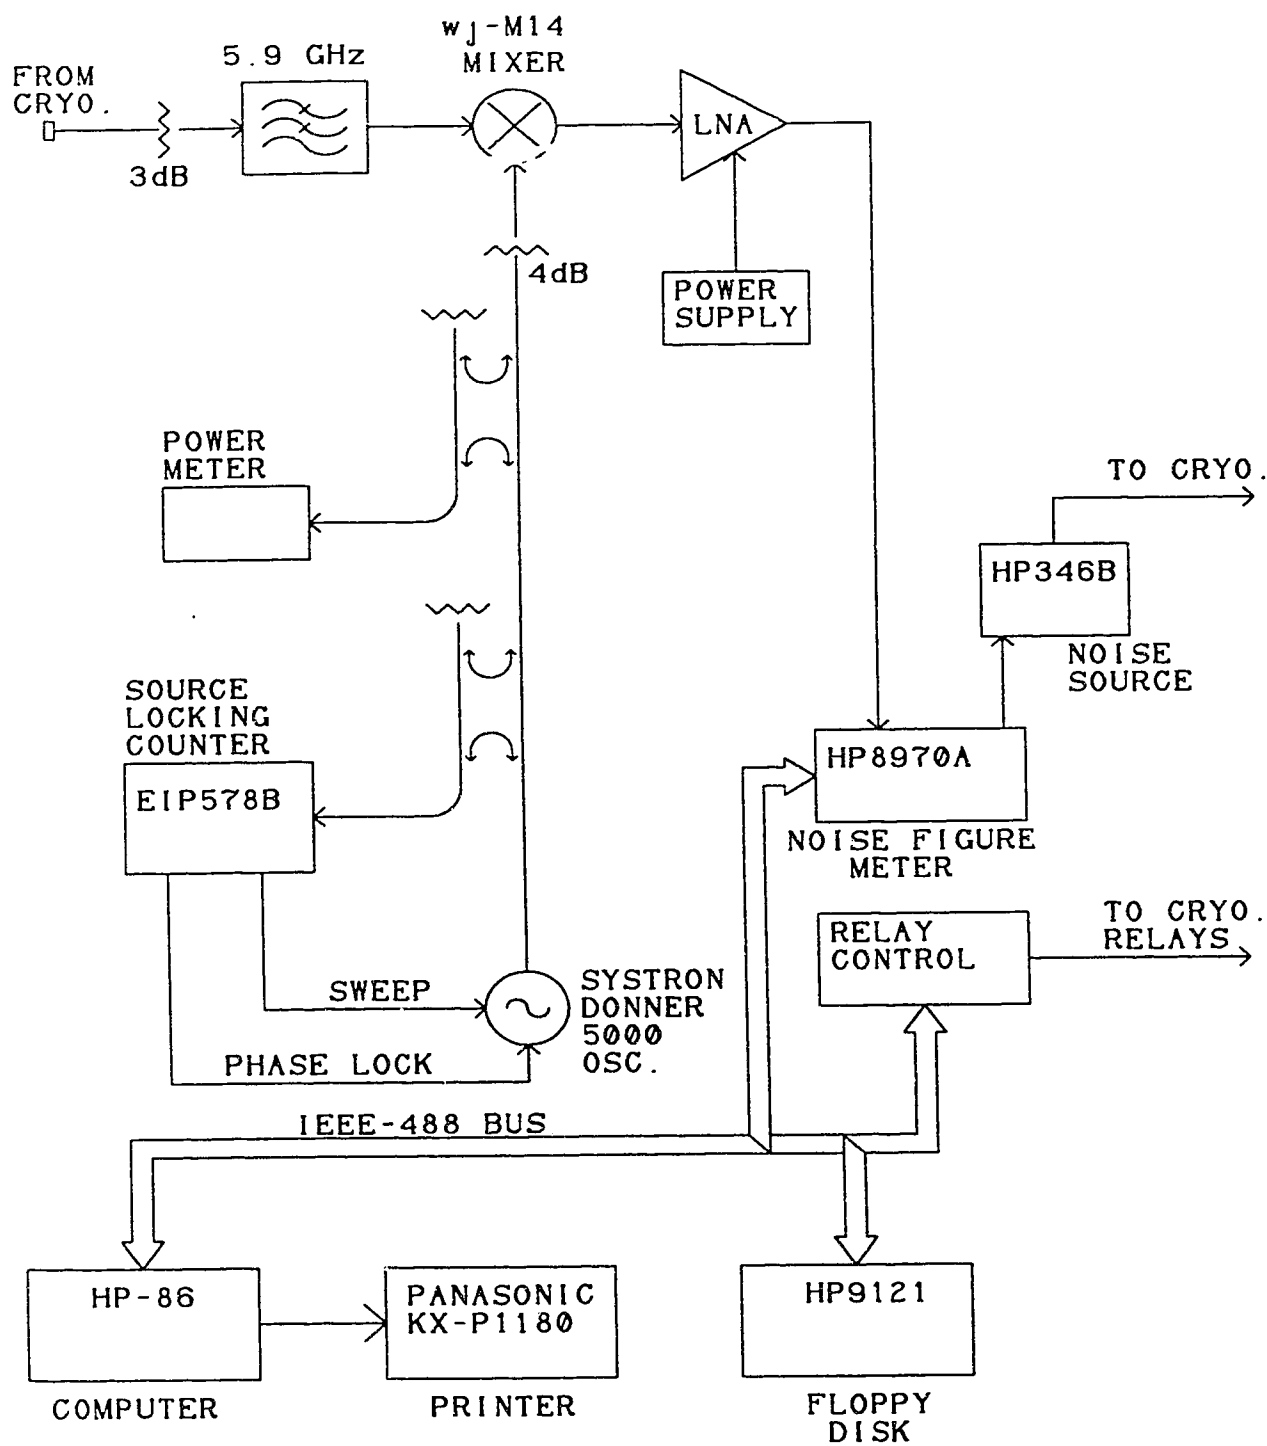 wj-M14
MIXER
5.9 GHz
FROM
CRYO.
3dB
LNA
4dB
POWER
SUPPLY
POWER
METER
TO CRYO.
HP346B
NOISE
SOURCE
SOURCE
LOCKING
COUNTER
EIP578B
HP8970A
NOISE FIGURE
METER
RELAY
CONTROL
TO CRYO.
RELAYS
SWEEP
SYSTRON
DONNER
5000
OSC.
PHASE LOCK
IEEE-488 BUS
HP-86
COMPUTER
PANASONIC
KX-P1180
PRINTER
HP9121
FLOPPY
DISK